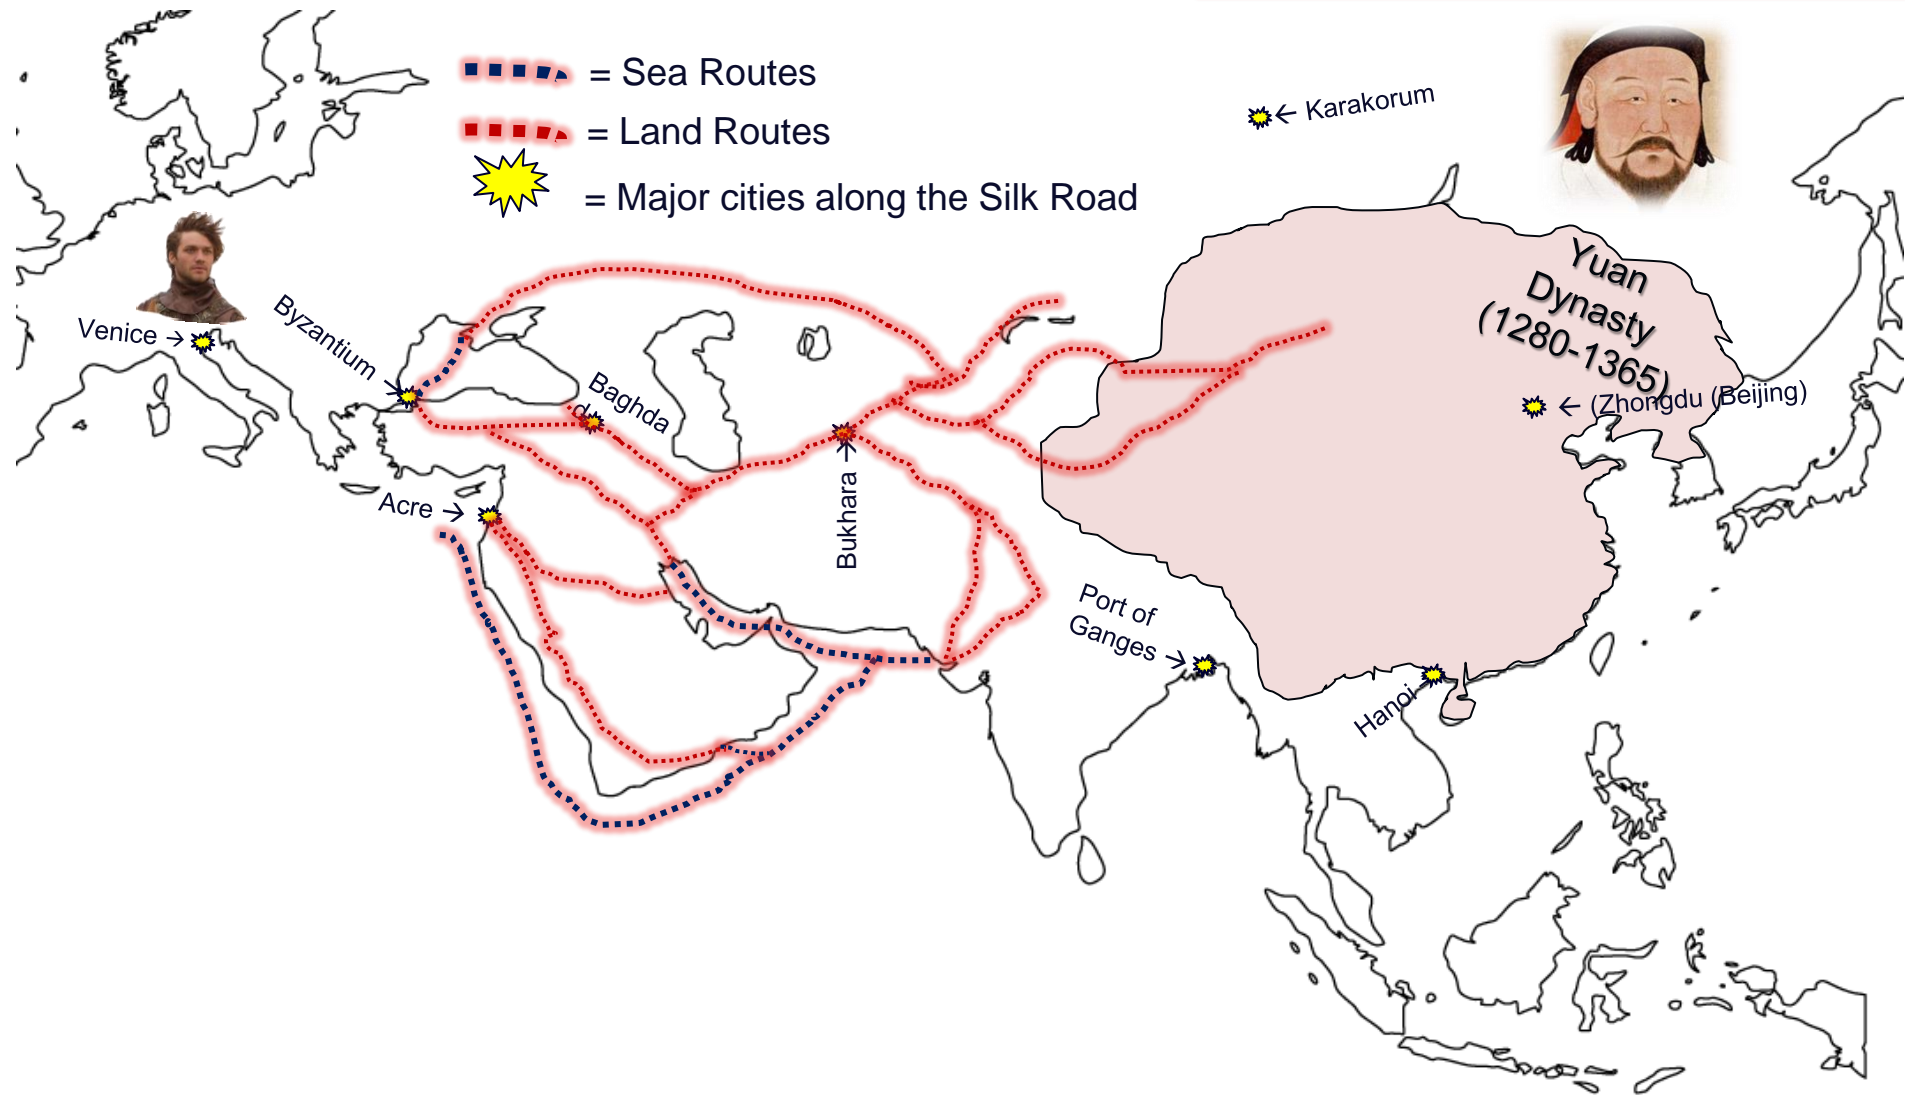 = Sea Routes
= Land Routes
= Major cities along the Silk Road
← Karakorum
Yuan
Dynasty
(1280-1365)
← (Zhongdu (Beijing)
Venice →
Byzantium
→
Baghda
d
Acre →
Bukhara →
Port of
Ganges →
Hanoi